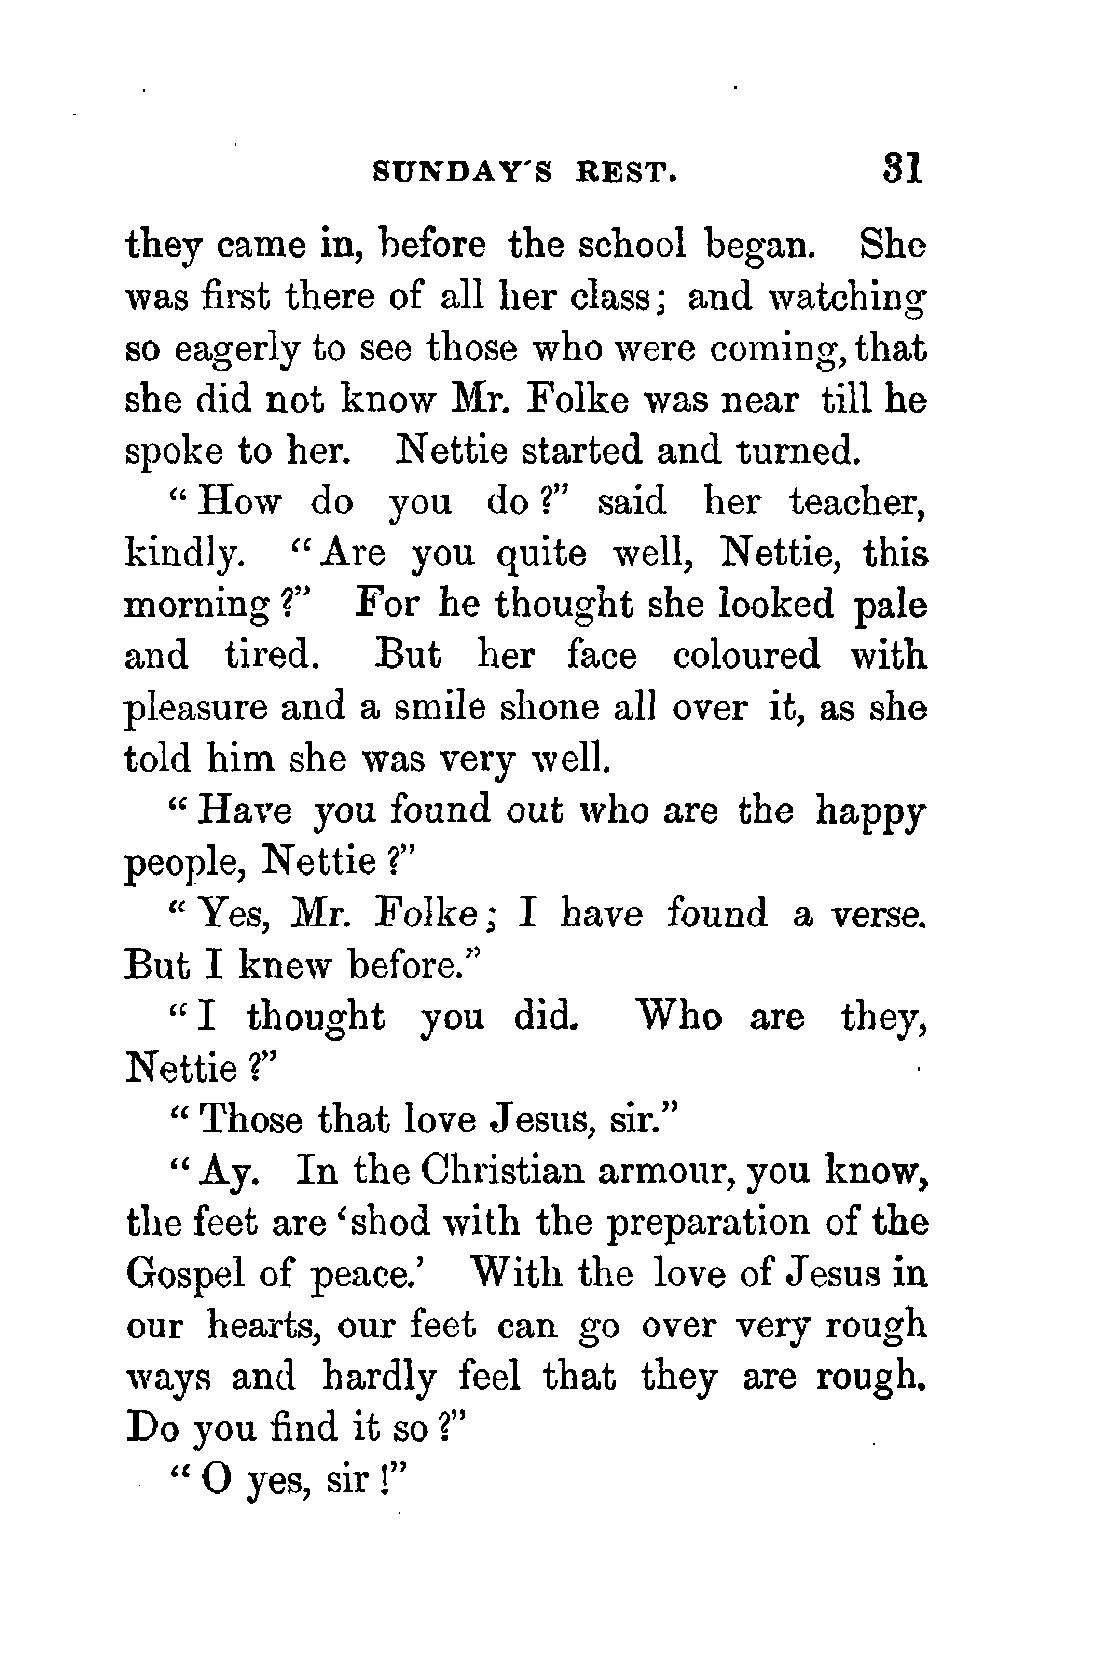 SUNDAY'S REST. 31
they came in, before the school began. She
was first there of all her class; and watching
so eagerly to see those who were coming, that
she did not know Mr. Folke was near till he
spoke to her. Nettie started and turned.
“ How do you do ?” said her teacher,
kindly. “ Are you quite well, Nettie, this
morning ?” For he thought she looked pale
and tired. But her face coloured with
pleasure and a smile shone all over it, as she
told him she was very well.
“ Have you found out who are the happy
people, Nettie ?”
“ Yes, Mr. Folke ; I have found a verse.
But I knew before.”
“ I thought you did. Who are they,
Nettie ?”
“ Those that love Jesus, sir.”
“ Ay. In the Christian armour, you know,
the feet are ‘shod with the preparation of the
Gospel of peace.’ With the love of Jesus in
our hearts, our feet can go over very rough
ways and hardly feel that they are rough.
Do you find it so ?”
“ O yes, sir !”